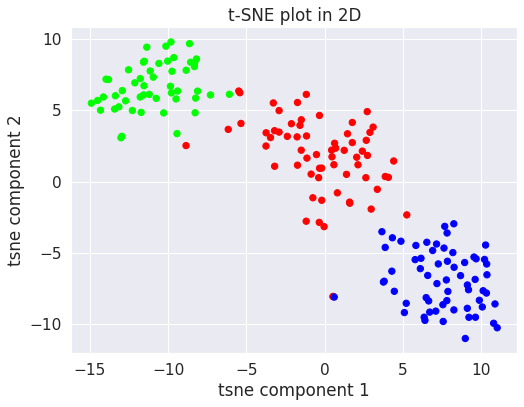 t-SNE plot in 2D
tsne component 2
10
5
0
−5
−10
−15 −10 −5 0 5 10
tsne component 1